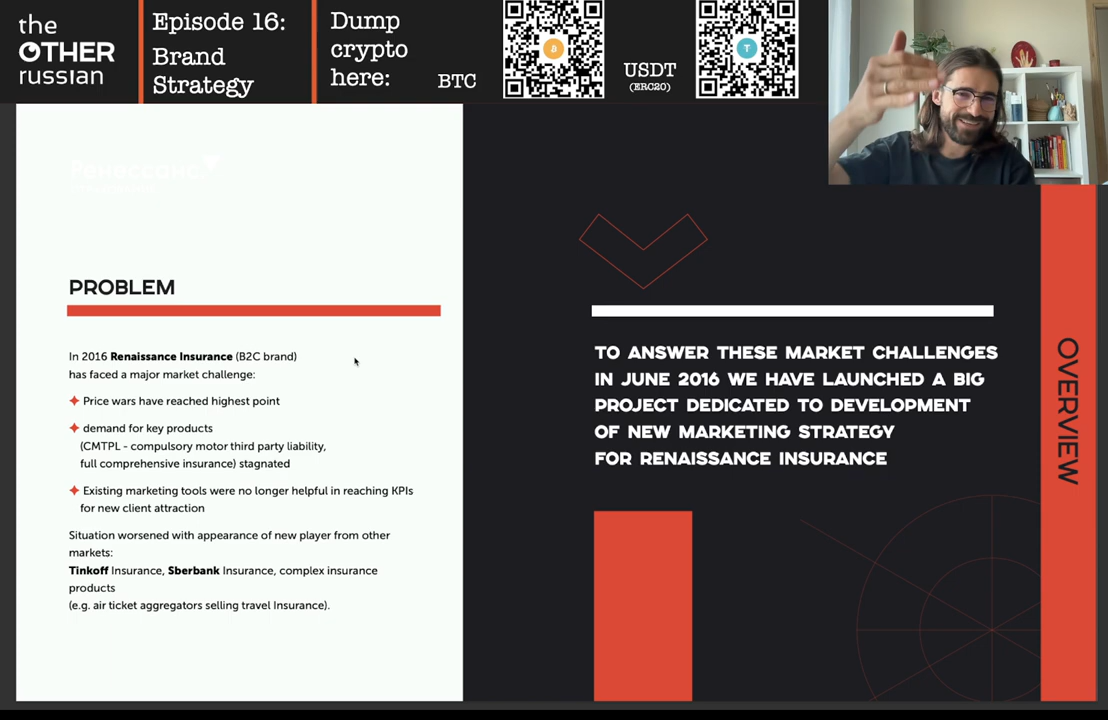 the
OTHER
russian
Episode 16:
Brand
Strategy
Dump
crypto
here:
BTC
USDT
(ERC20)
Ренессанс
PROBLEM
In 2016 Renaissance Insurance (B2C brand)
has faced a major market challenge:
Price wars have reached highest point
demand for key products
(CMTPL - compulsory motor third party liability,
full comprehensive insurance) stagnated
Existing marketing tools were no longer helpful in reaching KPIs
for new client attraction
Situation worsened with appearance of new player from other
markets:
Tinkoff Insurance, Sberbank Insurance, complex insurance
products
(e.g. air ticket aggregators selling travel Insurance).
TO ANSWER THESE MARKET CHALLENGES
IN JUNE 2016 WE HAVE LAUNCHED A BIG
PROJECT DEDICATED TO DEVELOPMENT
OF NEW MARKETING STRATEGY
FOR RENAISSANCE INSURANCE
OVERVIEW